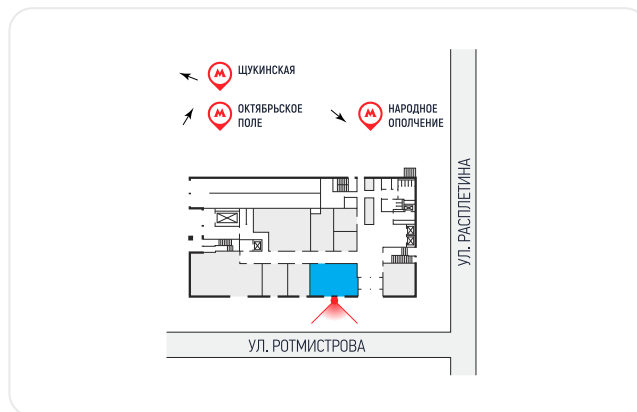 ЩУКИНСКАЯ
ОКТЯБРЬСКОЕ
ПОЛЕ
НАРОДНОЕ
ОПОЛЧЕНИЕ
УЛ. РАСПЛЕТИНА
УЛ. РОТМИСТРОВА